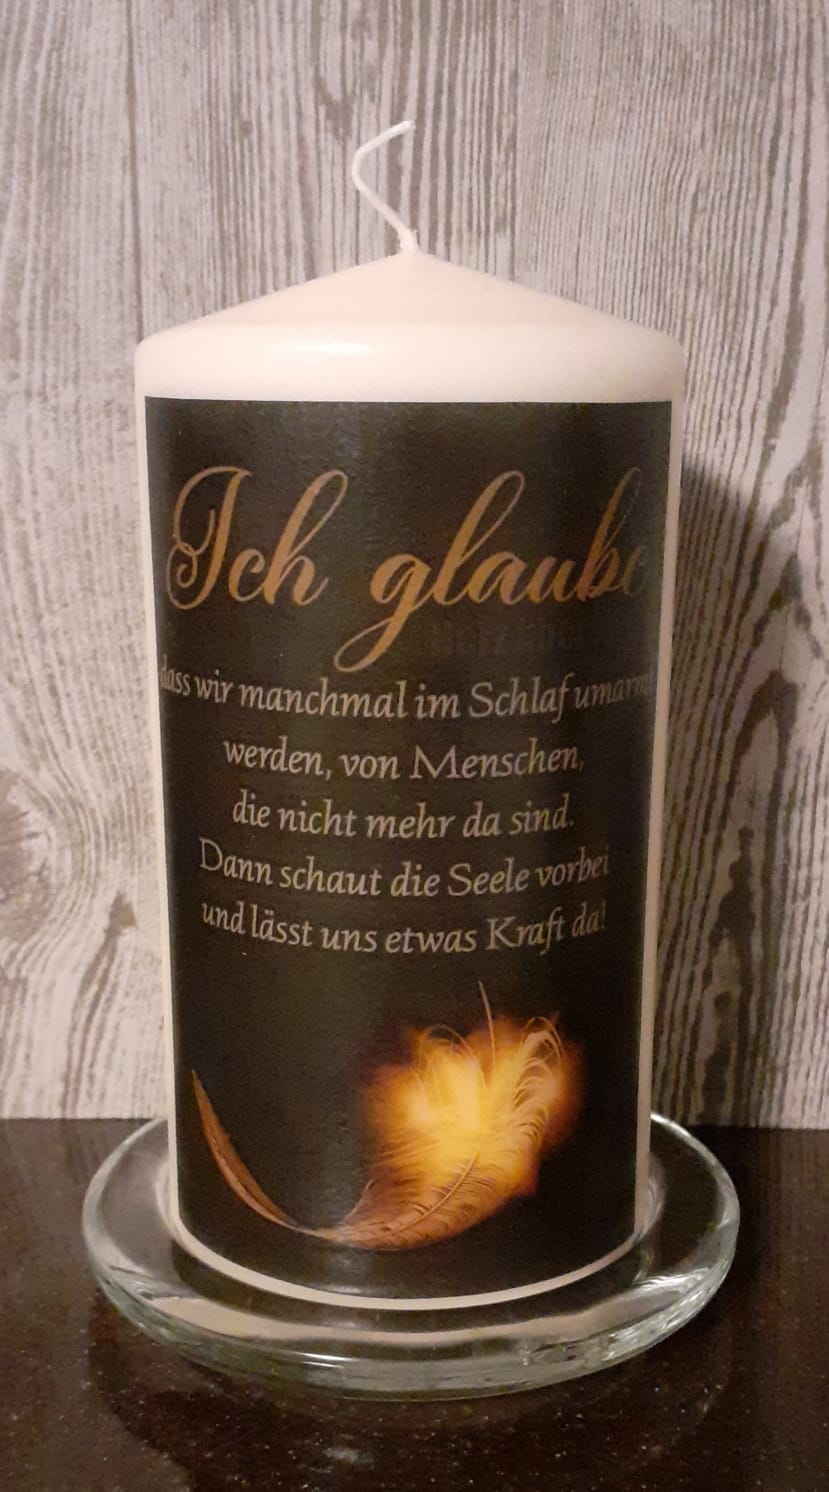 Ich glaube
dass wir manchmal im Schlaf umarmt
werden, von Menschen,
die nicht mehr da sind.
Dann schaut die Seele vorbei
und lässt uns etwas Kraft da!